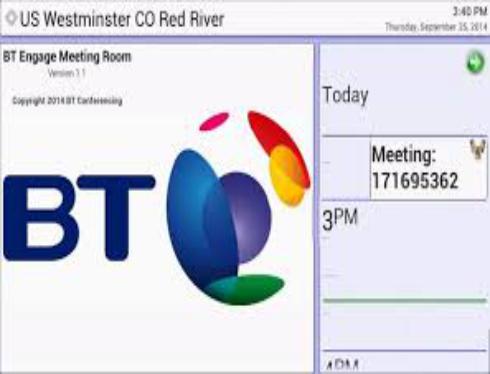 US Westminster CO Red River
3:40 PM
Thursday, September 25, 2014
BT Engage Meeting Room
Version 1.1
Copyright 2014 BT Conferencing
BT
Today
Meeting:
171695362
3PM
4PM